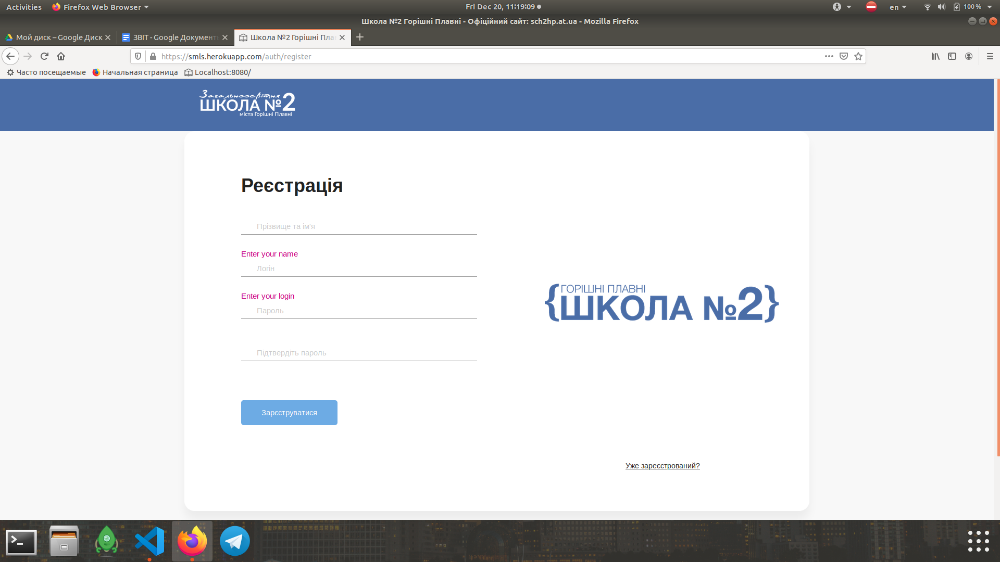 Activities Firefox Web Browser Fri Dec 20, 11:19:09 en 100 %
Школа №2 Горішні Плавні - Офіційний сайт: sch2hp.at.ua - Mozilla Firefox
Мой диск – Google Диск ЗВІТ - Google Документ Школа №2 Горішні Пла
https://smls.herokuapp.com/auth/register
Часто посещаемые Начальная страница Localhost:8080/
Загальноосвітня
ШКОЛА №2
міста Горішні Плавні
Реєстрація
Прізвище та ім'я
Enter your name
Логін
Enter your login
Пароль
Підтвердіть пароль
Зарєструватися
{ГОРІШНІ ПЛАВНІ
ШКОЛА №2}
Уже зареєстрований?